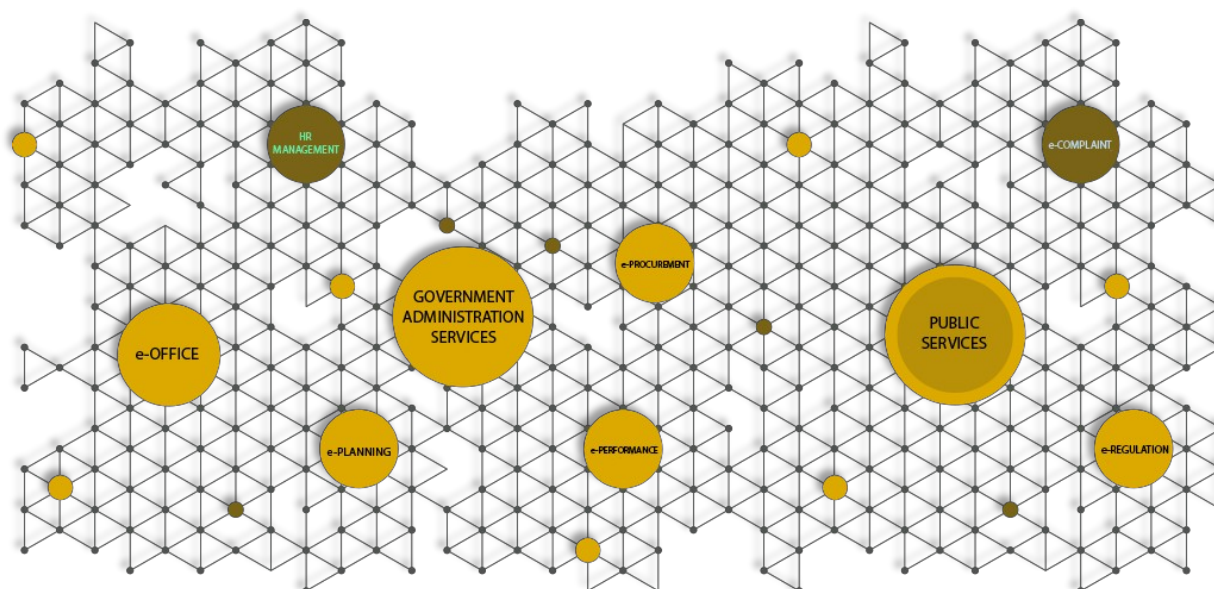 HR
MANAGEMENT
e-COMPLAINT
e-PROCUREMENT
GOVERNMENT
ADMINISTRATION
SERVICES
PUBLIC
SERVICES
e-OFFICE
e-PLANNING
e-PERFORMANCE
e-REGULATION